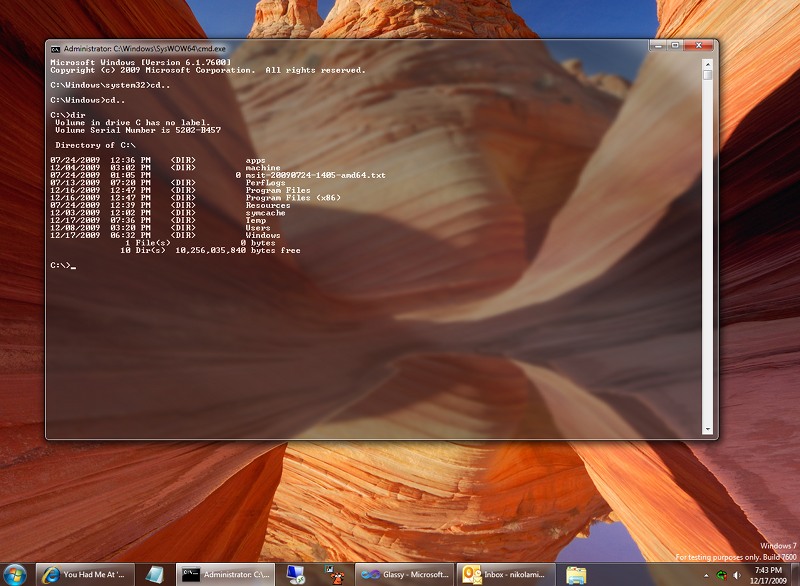 Administrator: C:\Windows\SysWOW64\cmd.exe
Microsoft Windows [Version 6.1.7600]
Copyright (c) 2009 Microsoft Corporation.  All rights reserved.
C:\Windows\system32>cd..
C:\Windows>cd..
C:\>dir
 Volume in drive C has no label.
 Volume Serial Number is 5202-B457
 Directory of C:\
07/24/2009  12:36 PM    <DIR>          apps
12/04/2009  03:02 PM    <DIR>          machine
07/24/2009  01:05 PM                 0 msit-20090724-1405-amd64.txt
07/13/2009  07:20 PM    <DIR>          PerfLogs
12/16/2009  12:47 PM    <DIR>          Program Files
12/16/2009  12:47 PM    <DIR>          Program Files (x86)
07/24/2009  12:39 PM    <DIR>          Resources
12/03/2009  12:02 PM    <DIR>          symcache
12/17/2009  07:36 PM    <DIR>          Temp
12/08/2009  03:20 PM    <DIR>          Users
12/17/2009  06:32 PM    <DIR>          Windows
               1 File(s)              0 bytes
              10 Dir(s)  10,256,035,840 bytes free
C:\>_
Windows 7
For testing purposes only. Build 7600
You Had Me At '...
Administrator: C:\...
Glassy - Microsoft...
Inbox - nikolami...
7:43 PM
12/17/2009